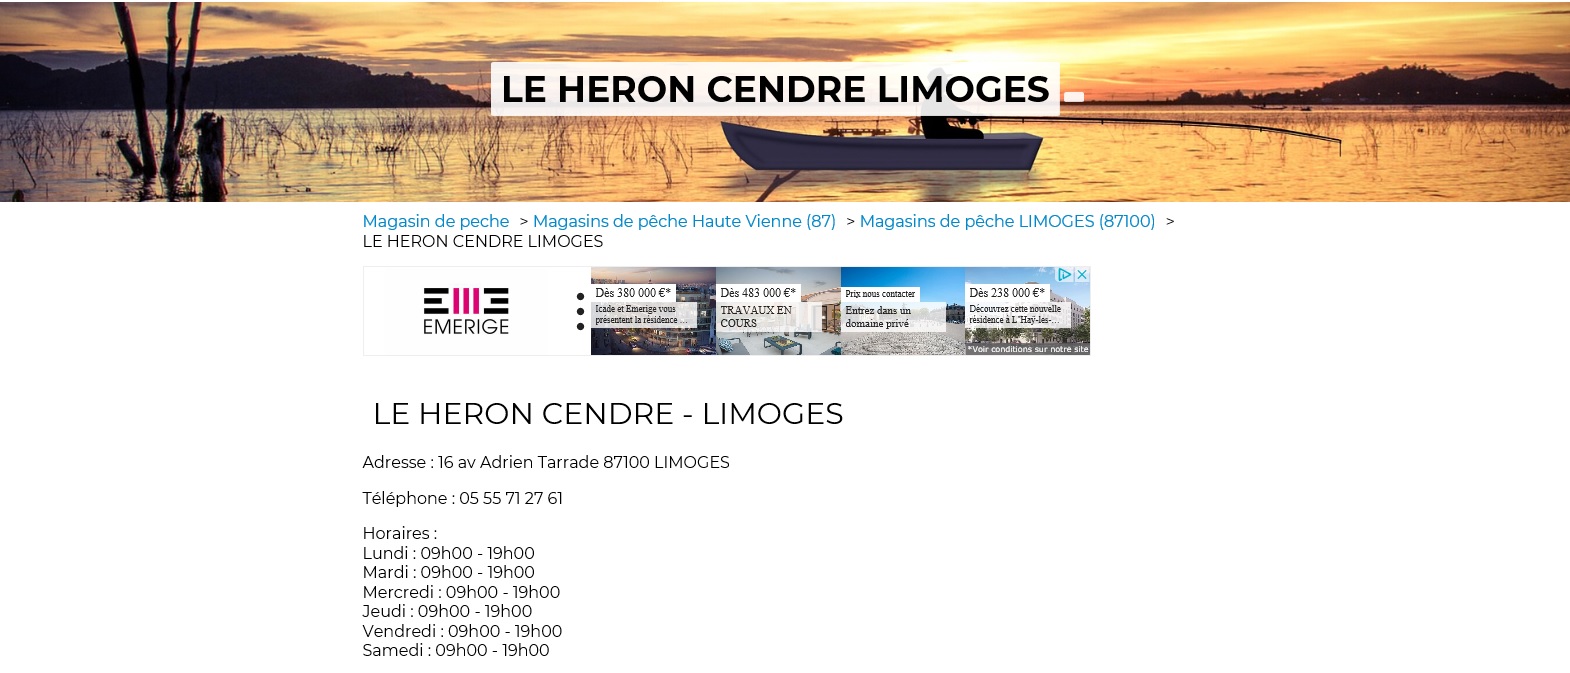 LE HERON CENDRE LIMOGES
Magasin de peche > Magasins de pêche Haute Vienne (87) > Magasins de pêche LIMOGES (87100) >
LE HERON CENDRE LIMOGES
EMERIGE
Dès 380 000 €*
Icade et Emerige vous
présentent la résidence ...
Dès 483 000 €*
TRAVAUX EN
COURS
Prix nous contacter
Entrez dans un
domaine privé
Dès 238 000 €*
Découvrez cette nouvelle
résidence à L'Haÿ-les-...
*Voir conditions sur notre site
LE HERON CENDRE - LIMOGES
Adresse : 16 av Adrien Tarrade 87100 LIMOGES
Téléphone : 05 55 71 27 61
Horaires :
Lundi : 09h00 - 19h00
Mardi : 09h00 - 19h00
Mercredi : 09h00 - 19h00
Jeudi : 09h00 - 19h00
Vendredi : 09h00 - 19h00
Samedi : 09h00 - 19h00